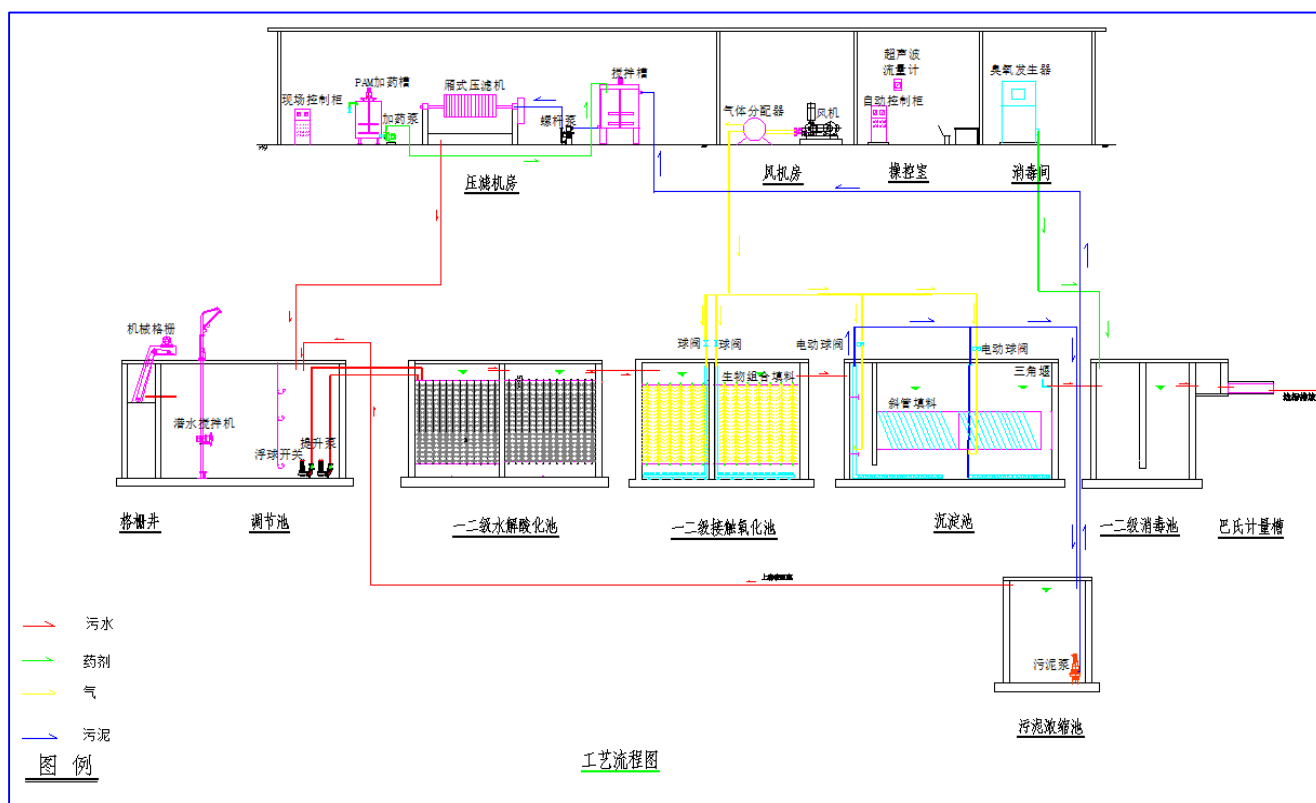 超声波
流量计
臭氧发生器
搅拌槽
厢式压滤机
PAM加药槽
现场控制柜
自动控制柜
气体分配器
风机
加药泵
螺杆泵
压滤机房
风机房
操控室
消毒间
机械格栅
球阀
球阀
电动球阀
电动球阀
三角堰
生物组合填料
斜管填料
潜水搅拌机
提升泵
浮球开关
格栅井
调节池
一二级水解酸化池
一二级接触氧化池
沉淀池
一二级消毒池
巴氏计量槽
污水
药剂
气
污泥
图例
污泥泵
污泥浓缩池
工艺流程图